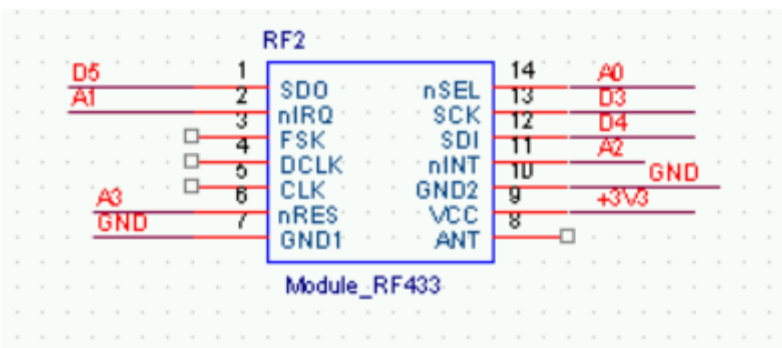 RF2
D5 1 SDO nSEL 14 A0
A1 2 nIRQ SCK 13 D3
3 FSK SDI 12 D4
4 DCLK nINT 11 A2
5 CLK GND2 10 GND
A3 6 nRES VCC 9 +3V3
GND 7 GND1 ANT 8
Module_RF433